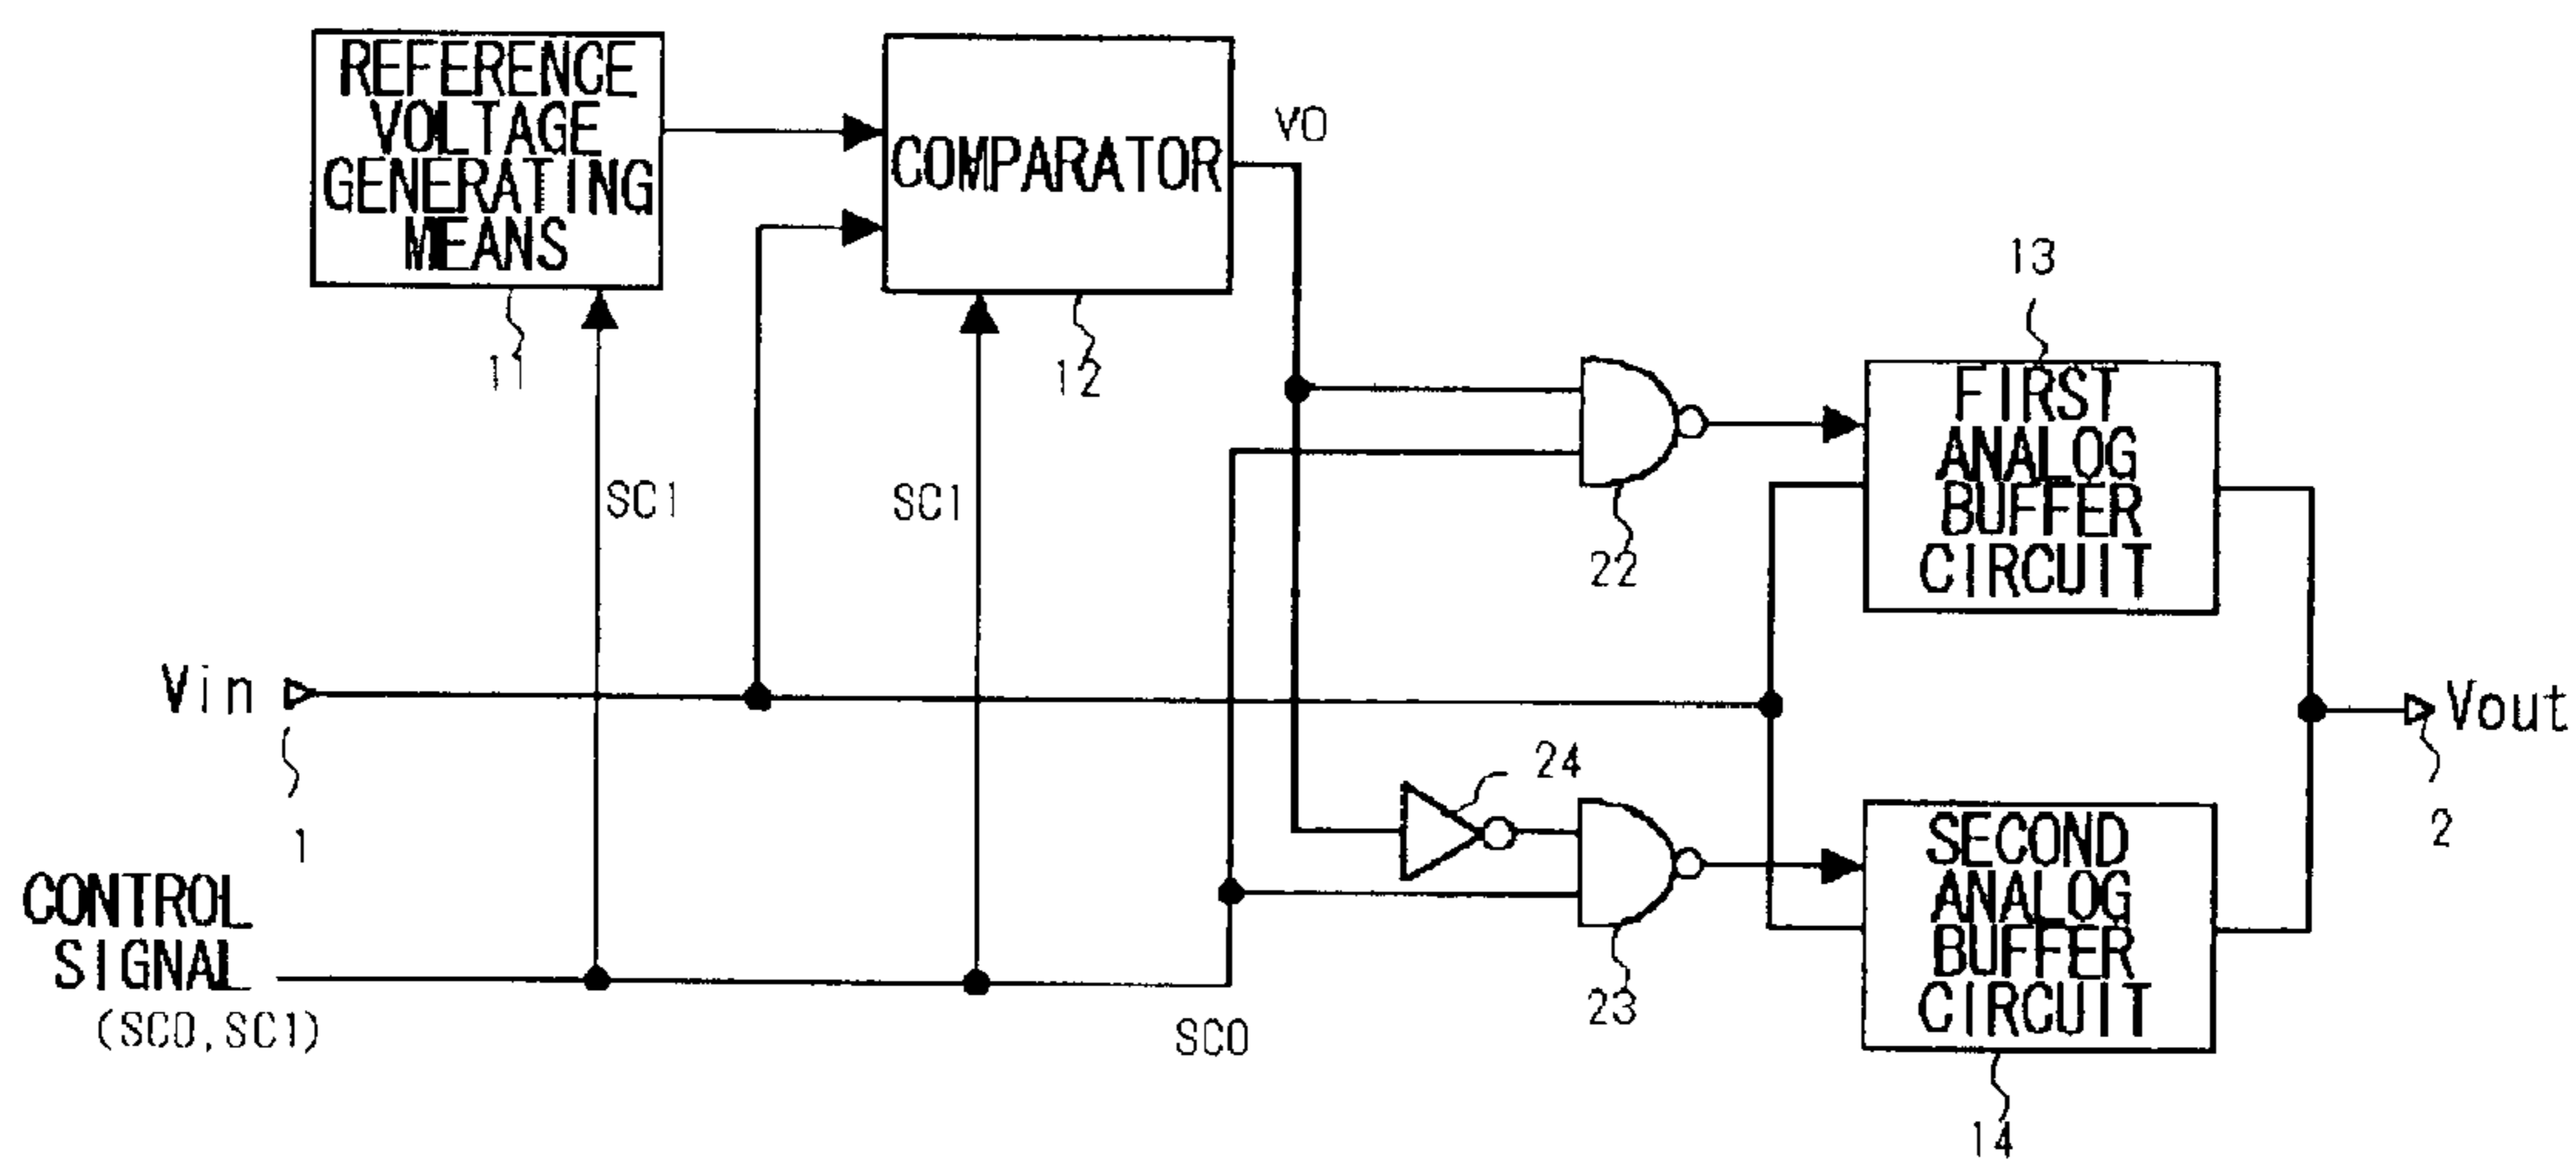 REFERENCE
VOLTAGE
GENERATING
MEANS
11
COMPARATOR
12
VO
SC1
SC1
13
FIRST
ANALOG
BUFFER
CIRCUIT
22
Vin
1
24
Vout
2
SECOND
ANALOG
BUFFER
CIRCUIT
14
23
CONTROL
SIGNAL
(SC0,SC1)
SC0